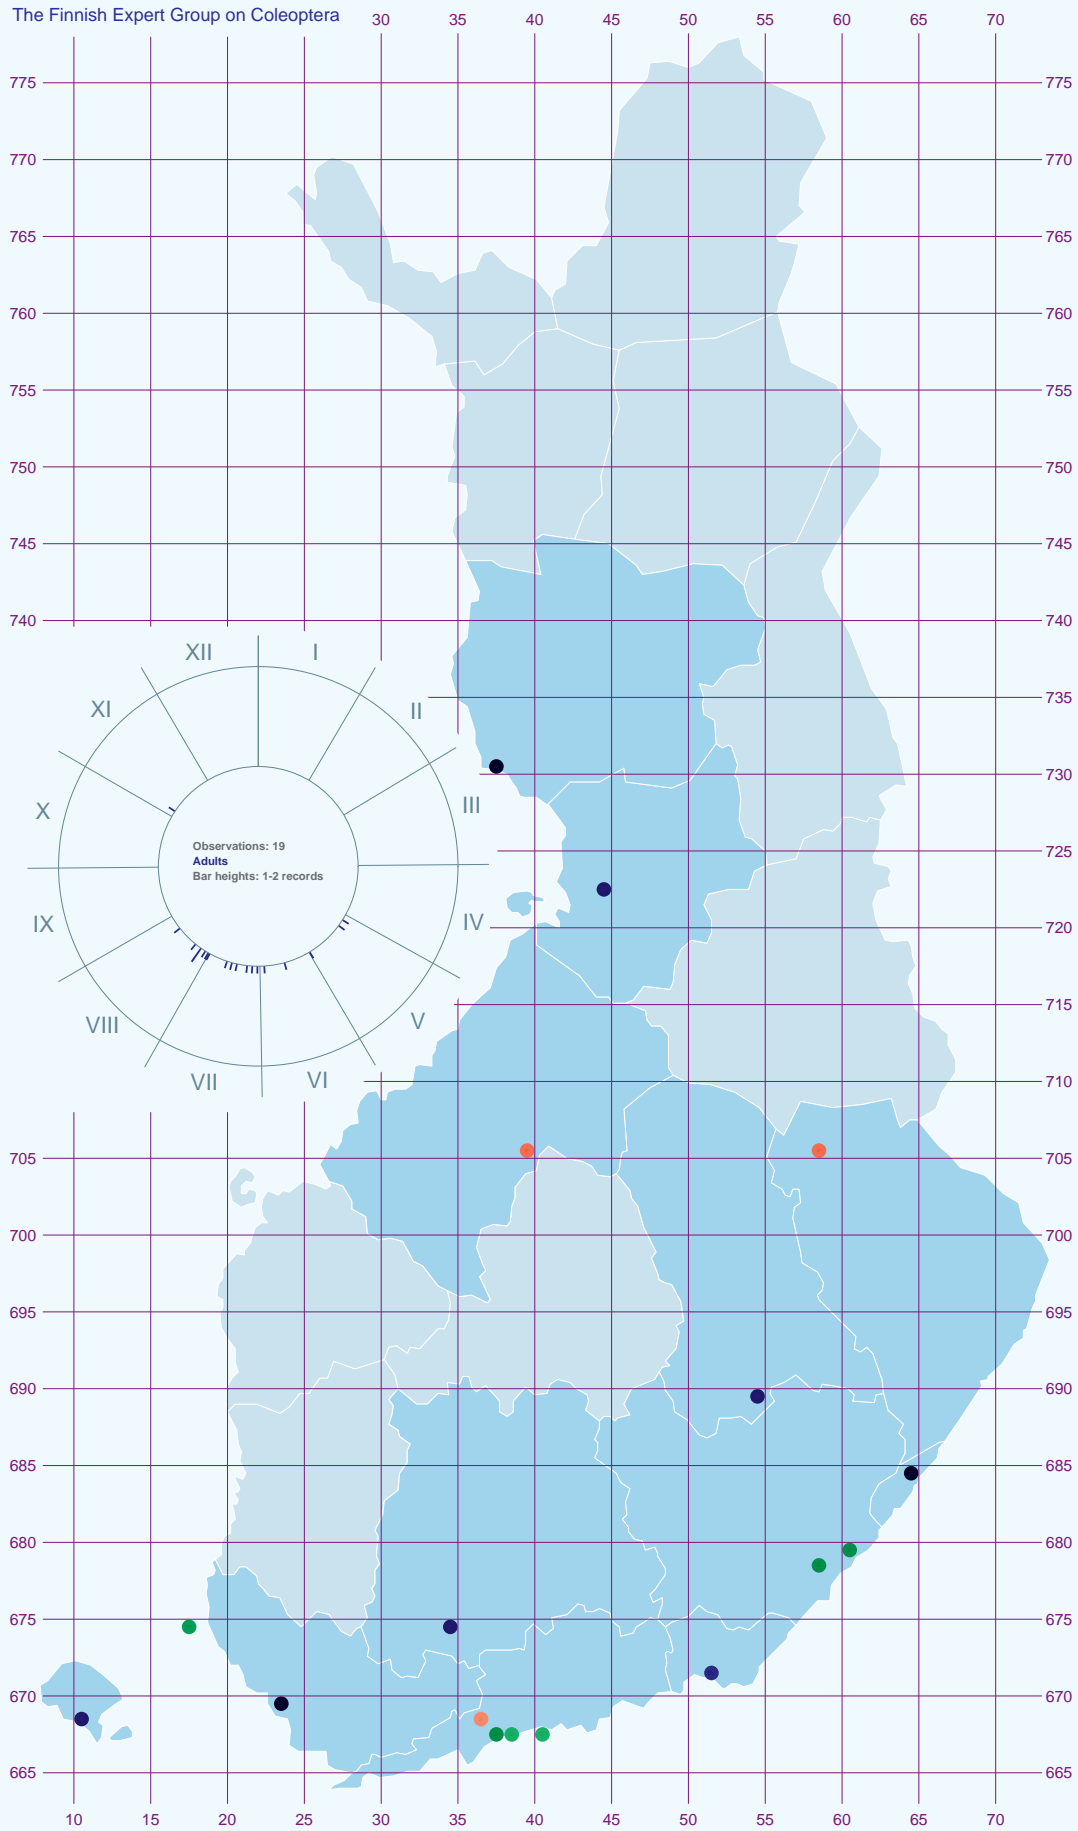 The Finnish Expert Group on Coleoptera
30 35 40 45 50 55 60 65 70
775 775
770 770
765 765
760 760
755 755
750 750
745 745
740 740
XII I
XI II
735
730
X III
Observations: 19
Adults
Bar heights: 1-2 records
725
IX IV
720
715
VIII V
VII VI
710
705 705
700 700
695 695
690 690
685 685
680 680
675 675
670 670
665 665
10 15 20 25 30 35 40 45 50 55 60 65 70